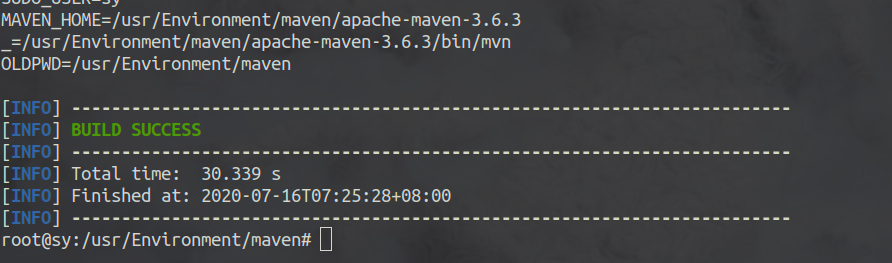 SUDO_USER=sy
MAVEN_HOME=/usr/Environment/maven/apache-maven-3.6.3
_=/usr/Environment/maven/apache-maven-3.6.3/bin/mvn
OLDPWD=/usr/Environment/maven
[INFO] ------------------------------------------------------------------------
[INFO] BUILD SUCCESS
[INFO] ------------------------------------------------------------------------
[INFO] Total time:  30.339 s
[INFO] Finished at: 2020-07-16T07:25:28+08:00
[INFO] ------------------------------------------------------------------------
root@sy:/usr/Environment/maven#